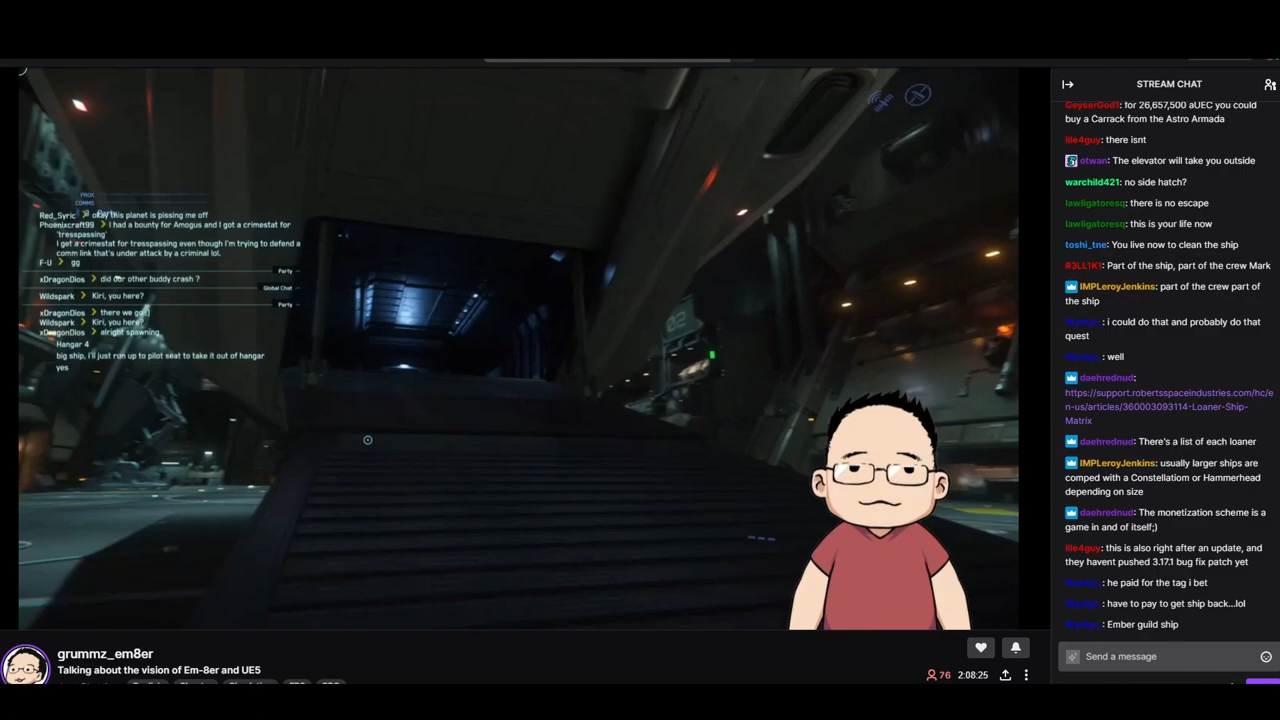 PROX
COMMS
Party
Red_Syric > okay this planet is pissing me off
Phoenixcraft99 > I had a bounty for Amogus and I got a crimestat for
'tresspassing'
I get a crimestat for tresspassing even though I'm trying to defend a
comm link that's under attack by a criminal lol.
F-U > gg
Party
xDragonDios > did our other buddy crash ?
Global Chat
Wildspark > Kiri, you here?
Party
xDragonDios > there we go
Wildspark > Kiri, you here?
xDragonDios > alright spawning
Hangar 4
big ship, i'll just run up to pilot seat to take it out of hangar
yes
02
grummz_em8er
Talking about the vision of Em-8er and UE5
76 2:08:25
STREAM CHAT
GeyserGod1: for 26,657,500 aUEC you could
buy a Carrack from the Astro Armada
lile4guy: there isnt
otwan: The elevator will take you outside
warchild421: no side hatch?
lawligatoresq: there is no escape
lawligatoresq: this is your life now
toshi_tne: You live now to clean the ship
R3LL1K1: Part of the ship, part of the crew Mark
IMPLeroyJenkins: part of the crew part of
the ship
: i could do that and probably do that
quest
: well
daehrednud:
https://support.robertsspaceindustries.com/hc/e
n-us/articles/360003093114-Loaner-Ship-
Matrix
daehrednud: There's a list of each loaner
IMPLeroyJenkins: usually larger ships are
comped with a Constellatiom or Hammerhead
depending on size
daehrednud: The monetization scheme is a
game in and of itself;)
lile4guy: this is also right after an update, and
they havent pushed 3.17.1 bug fix patch yet
: he paid for the tag i bet
: have to pay to get ship back...lol
: Ember guild ship
Send a message